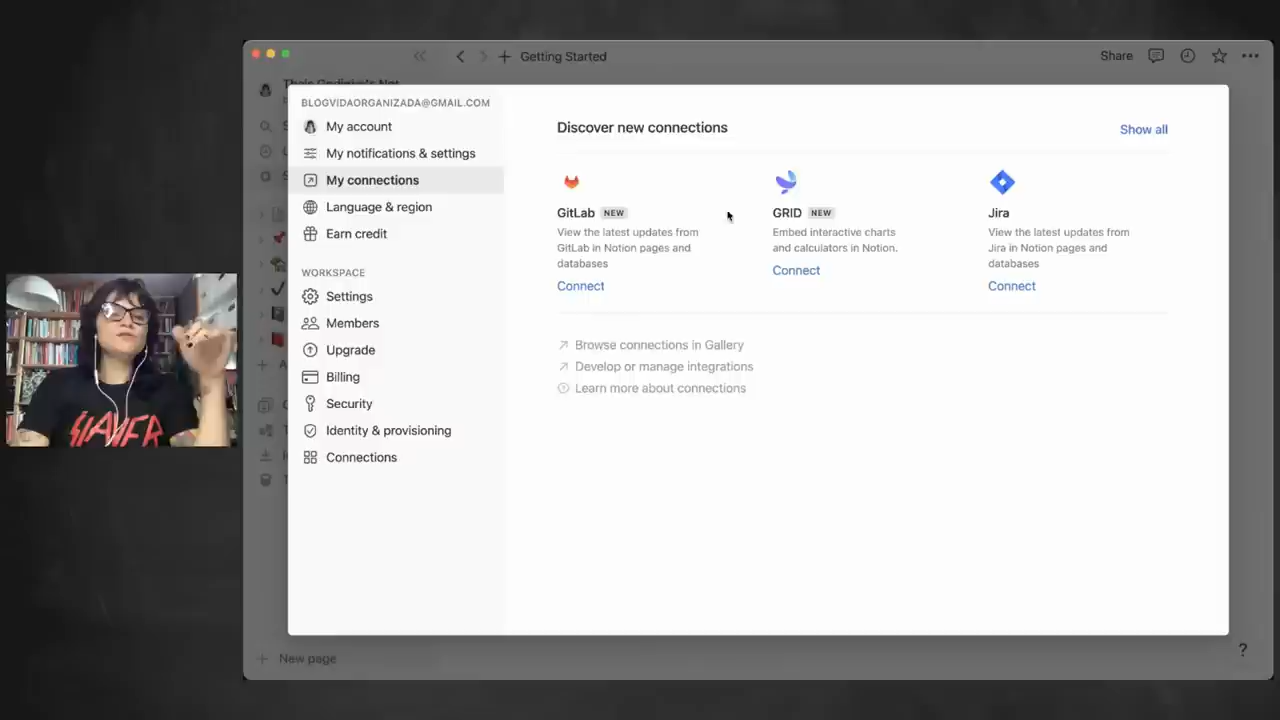 Getting Started
Share
BLOGVIDAORGANIZADA@GMAIL.COM
My account
My notifications & settings
My connections
Language & region
Earn credit
WORKSPACE
Settings
Members
Upgrade
Billing
Security
Identity & provisioning
Connections
Discover new connections
Show all
GitLab NEW
View the latest updates from
GitLab in Notion pages and
databases
Connect
GRID NEW
Embed interactive charts
and calculators in Notion.
Connect
Jira
View the latest updates from
Jira in Notion pages and
databases
Connect
Browse connections in Gallery
Develop or manage integrations
Learn more about connections
New page
?
SLAYER